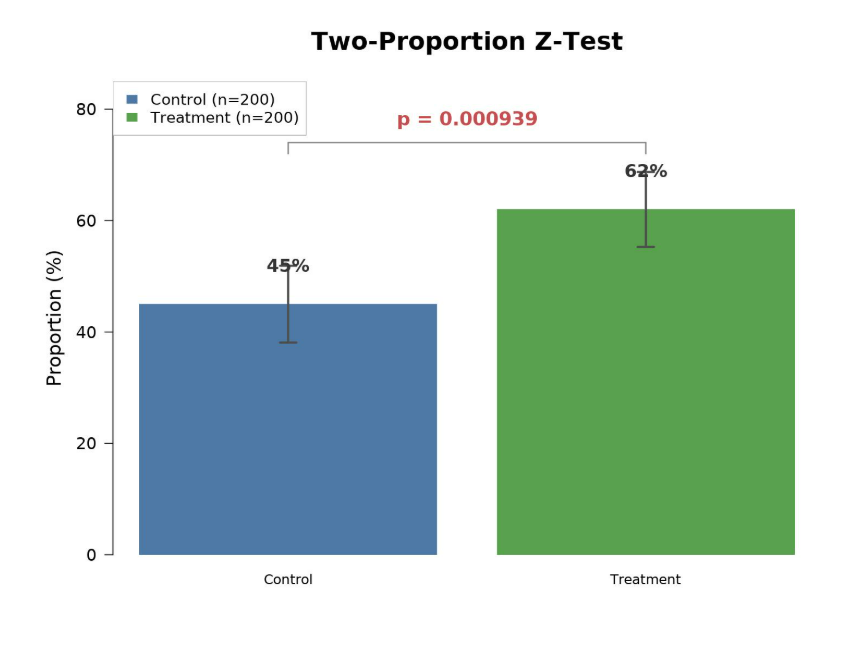 Two-Proportion Z-Test
Control (n=200)
Treatment (n=200)
p = 0.000939
Proportion (%)
80
60
40
20
0
45%
62%
Control
Treatment